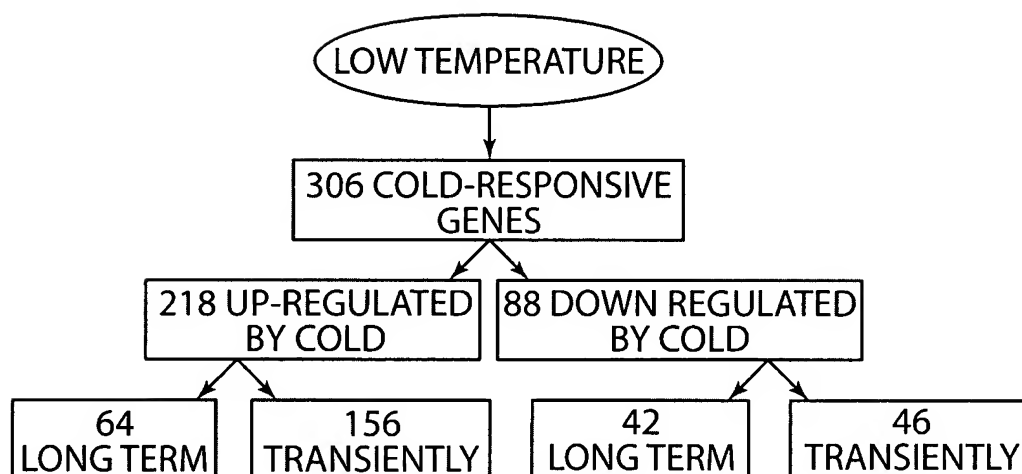 LOW TEMPERATURE
306 COLD-RESPONSIVE
GENES
218 UP-REGULATED
BY COLD
88 DOWN REGULATED
BY COLD
64
LONG TERM
156
TRANSIENTLY
42
LONG TERM
46
TRANSIENTLY